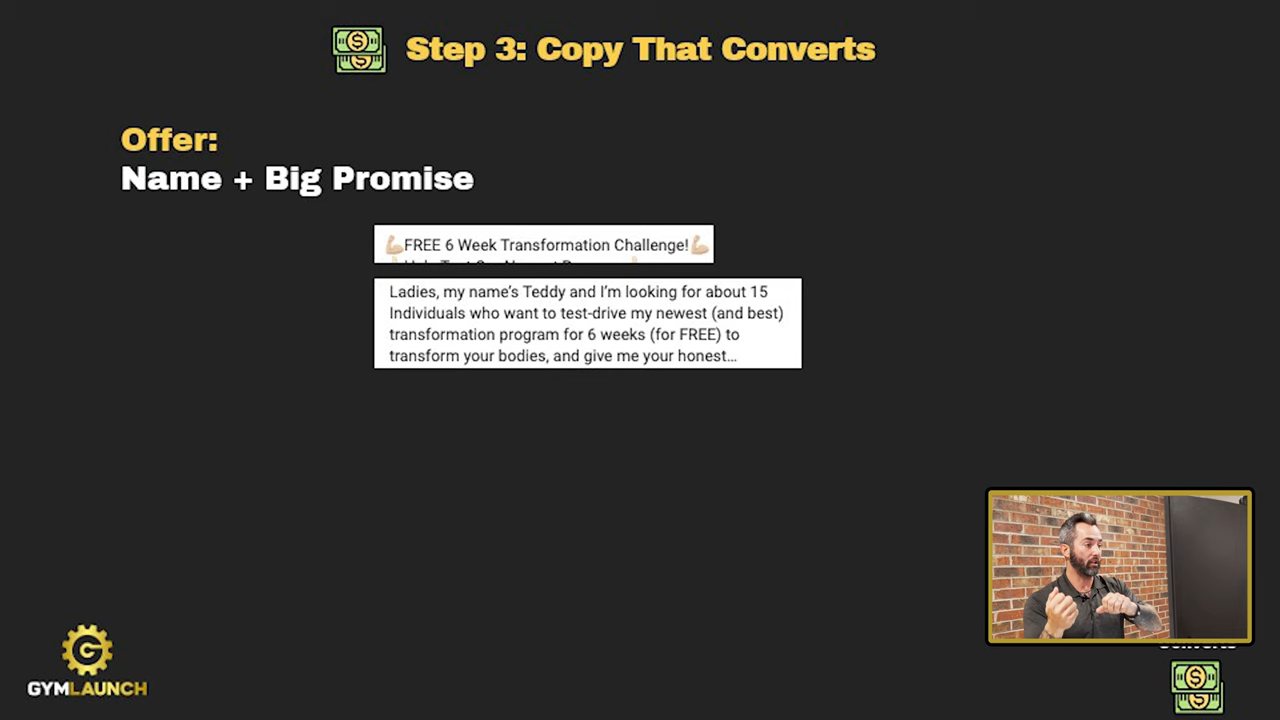 Step 3: Copy That Converts
Offer:
Name + Big Promise
💪🏻FREE 6 Week Transformation Challenge!💪🏻
Ladies, my name's Teddy and I'm looking for about 15
Individuals who want to test-drive my newest (and best)
transformation program for 6 weeks (for FREE) to
transform your bodies, and give me your honest...
GYMLAUNCH